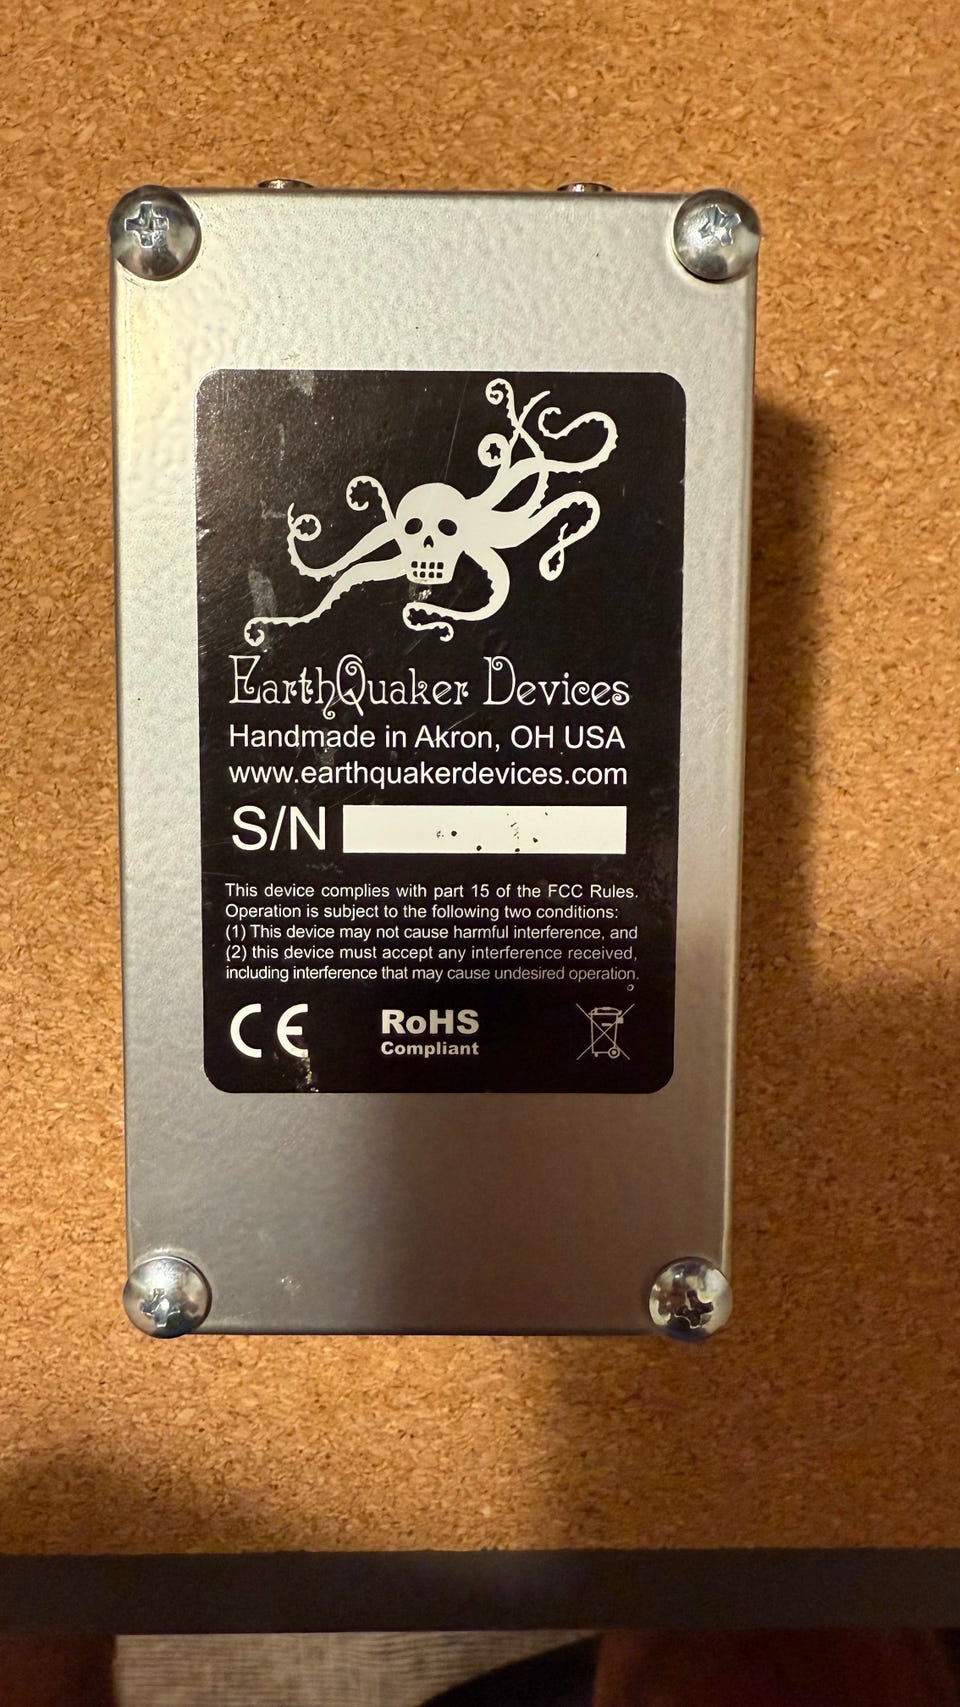 EarthQuaker Devices
Handmade in Akron, OH USA
www.earthquakerdevices.com
S/N
This device complies with part 15 of the FCC Rules.
Operation is subject to the following two conditions:
(1) This device may not cause harmful interference, and
(2) this device must accept any interference received,
including interference that may cause undesired operation.
CE RoHS
Compliant